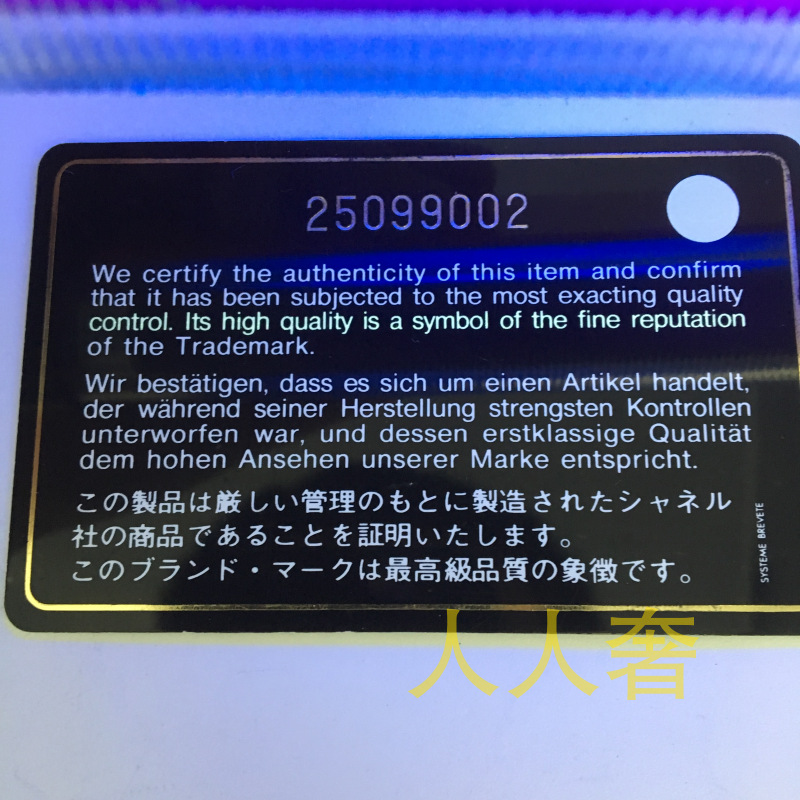 25099002
We certify the authenticity of this item and confirm
that it has been subjected to the most exacting quality
control. Its high quality is a symbol of the fine reputation
of the Trademark.
Wir bestätigen, dass es sich um einen Artikel handelt,
der während seiner Herstellung strengsten Kontrollen
unterworfen war, und dessen erstklassige Qualität
dem hohen Ansehen unserer Marke entspricht.
この製品は厳しい管理のもとに製造されたシャネル
社の商品であることを証明いたします。
このブランド・マークは最高級品質の象徴です。
SYSTEME BREVETE
人人奢